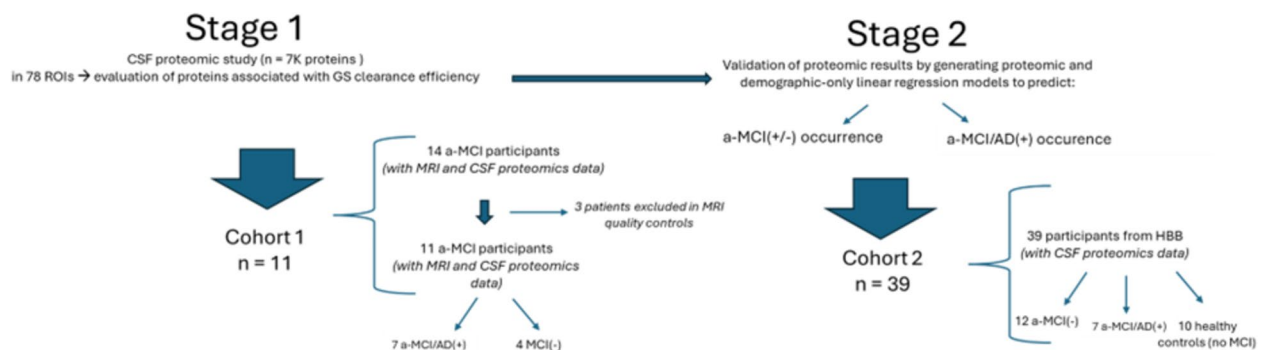 Stage 1
CSF proteomic study (n = 7K proteins )
in 78 ROIs → evaluation of proteins associated with GS clearance efficiency
Cohort 1
n = 11
14 a-MCI participants
(with MRI and CSF proteomics data)
3 patients excluded in MRI
quality controls
11 a-MCI participants
(with MRI and CSF proteomics
data)
7 a-MCI/AD(+)
4 MCI(-)
Stage 2
Validation of proteomic results by generating proteomic and
demographic-only linear regression models to predict:
a-MCI(+/-) occurrence
a-MCI/AD(+) occurence
Cohort 2
n = 39
39 participants from HBB
(with CSF proteomics data)
12 a-MCI(-)
7 a-MCI/AD(+)
10 healthy
controls (no MCI)